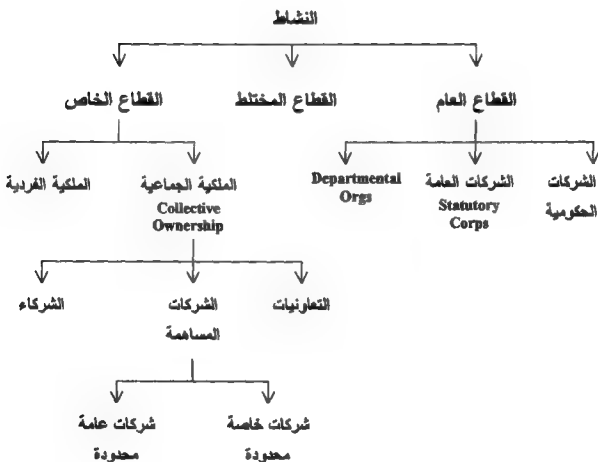 النشاط
القطاع العام
القطاع المختلط
القطاع الخاص
الشركات
الحكومية
الشركات العامة
Statutory
Corps
Departmental
Orgs
الملكية الجماعية
Collective
Ownership
الملكية الفردية
التعاونيات
الشركات
المساهمة
الشركاء
شركات خاصة
محدودة
شركات عامة
محدودة